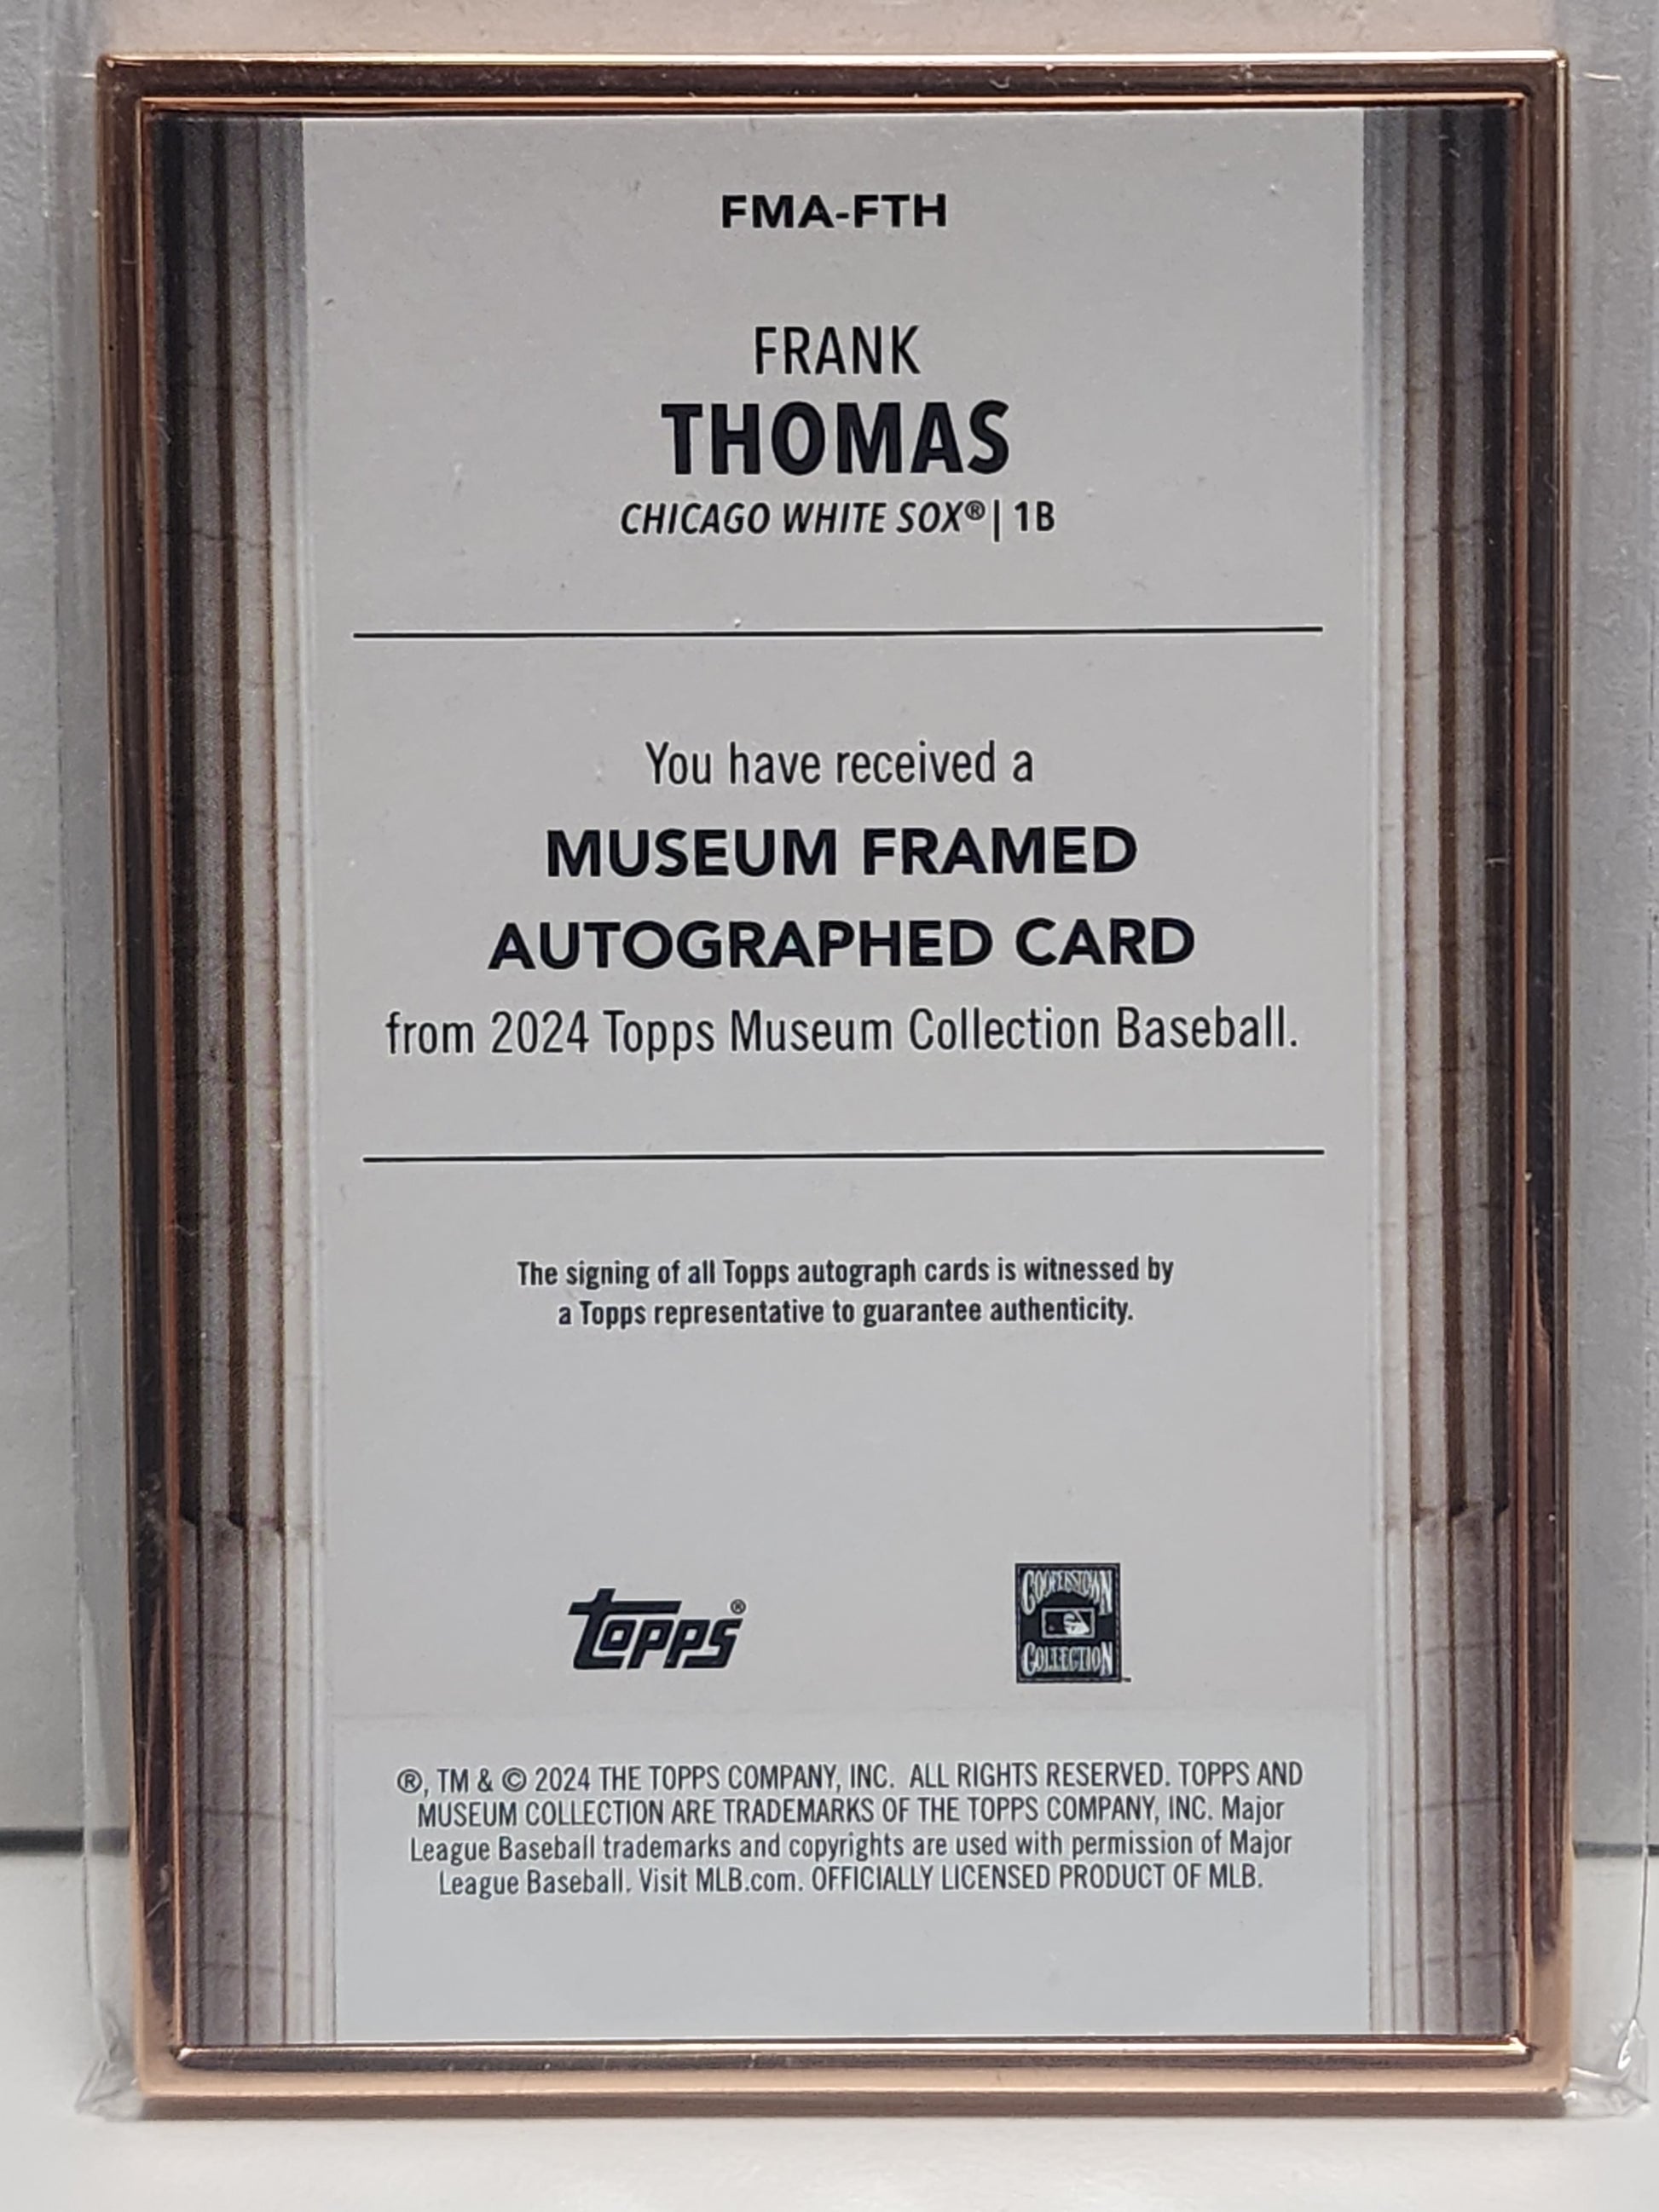 FMA-FTH
FRANK
THOMAS
CHICAGO WHITE SOX®| 1B
You have received a
MUSEUM FRAMED
AUTOGRAPHED CARD
from 2024 Topps Museum Collection Baseball.
The signing of all Topps autograph cards is witnessed by
a Topps representative to guarantee authenticity.
Topps®
COOPERSTOWN
COLLECTION™
®, TM & © 2024 THE TOPPS COMPANY, INC. ALL RIGHTS RESERVED. TOPPS AND
MUSEUM COLLECTION ARE TRADEMARKS OF THE TOPPS COMPANY, INC. Major
League Baseball trademarks and copyrights are used with permission of Major
League Baseball. Visit MLB.com. OFFICIALLY LICENSED PRODUCT OF MLB.